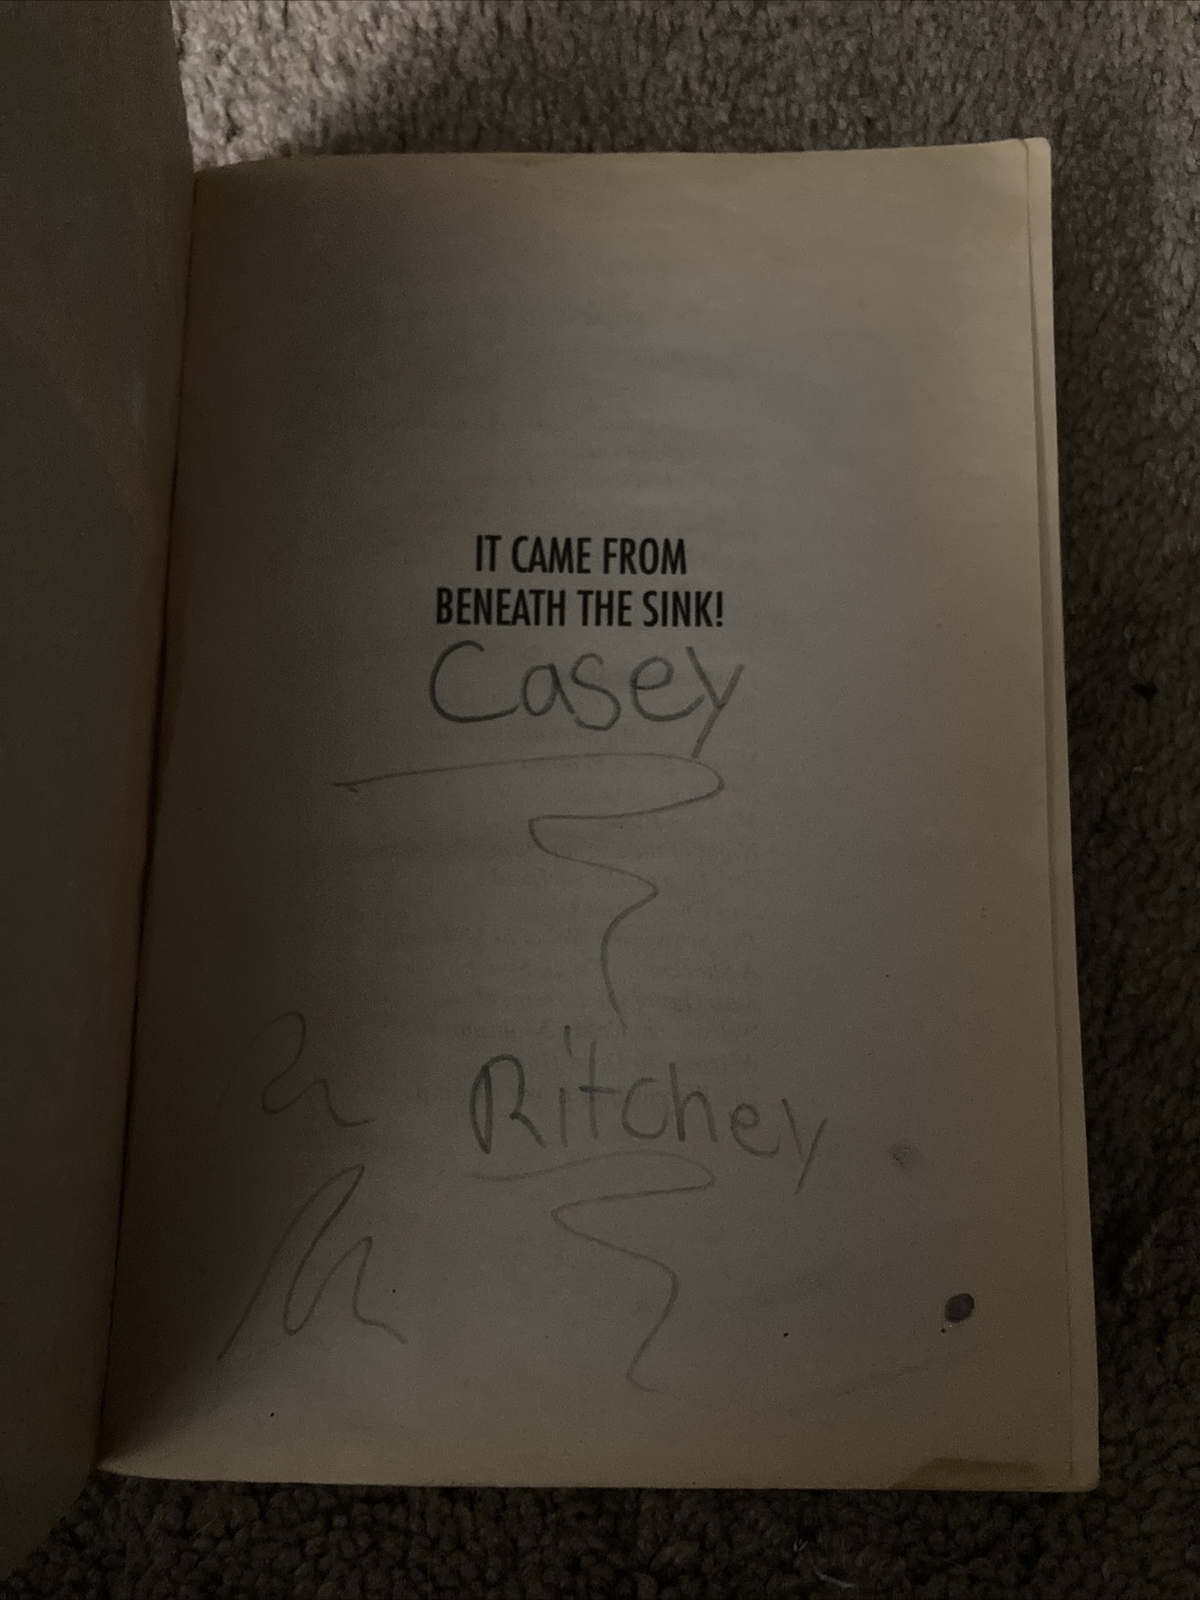 IT CAME FROM
BENEATH THE SINK!
Casey
Ritchey